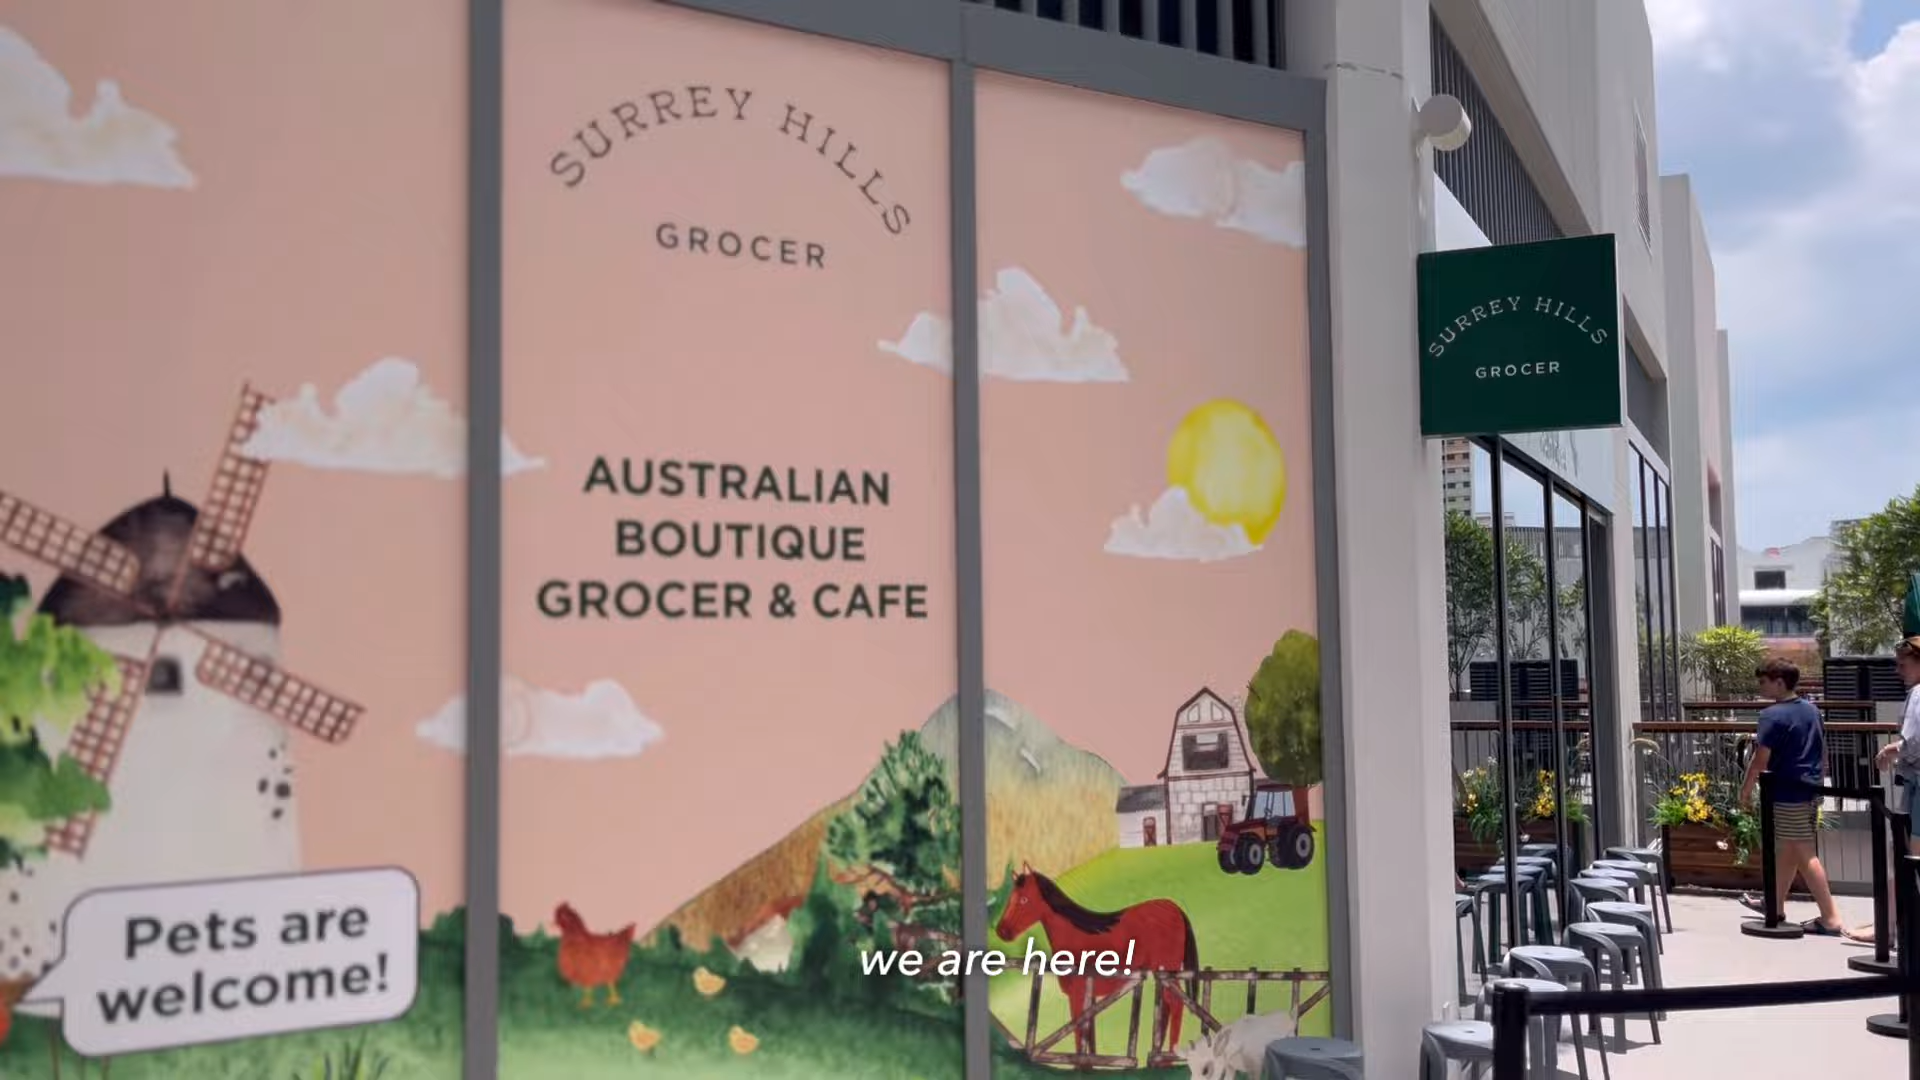 SURREY HILLS
GROCER
AUSTRALIAN
BOUTIQUE
GROCER & CAFE
SURREY HILLS
GROCER
Pets are
welcome!
we are here!